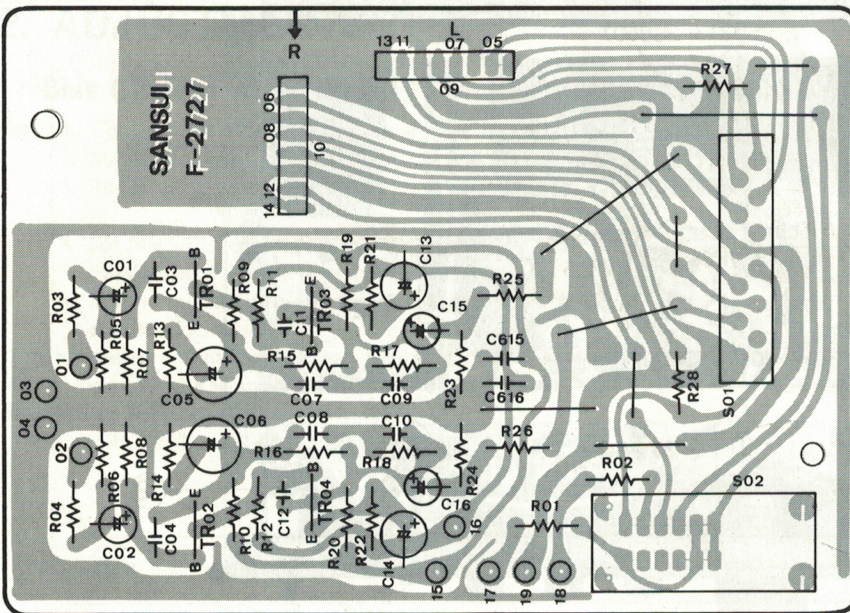 R
L
13 11 07 05
09
R27
SANSUI
F-2727
06
08
10
14 12
C01
C03
B
TR01
E
R09
R11
R19
R21
C13
R03
R05
R07
R13
C11
E
TR03
B
C15
R25
01
C05
R15
C07
R17
C09
R23
C615
C616
R28
S01
03
04
C06
C08
C10
R16
R18
R24
R26
02
R04
R06
R08
R14
C02
C04
E
TR02
B
R10
R12
C12
B
TR04
E
R20
R22
C14
C16
16
R01
R02
S02
15
17
19
18